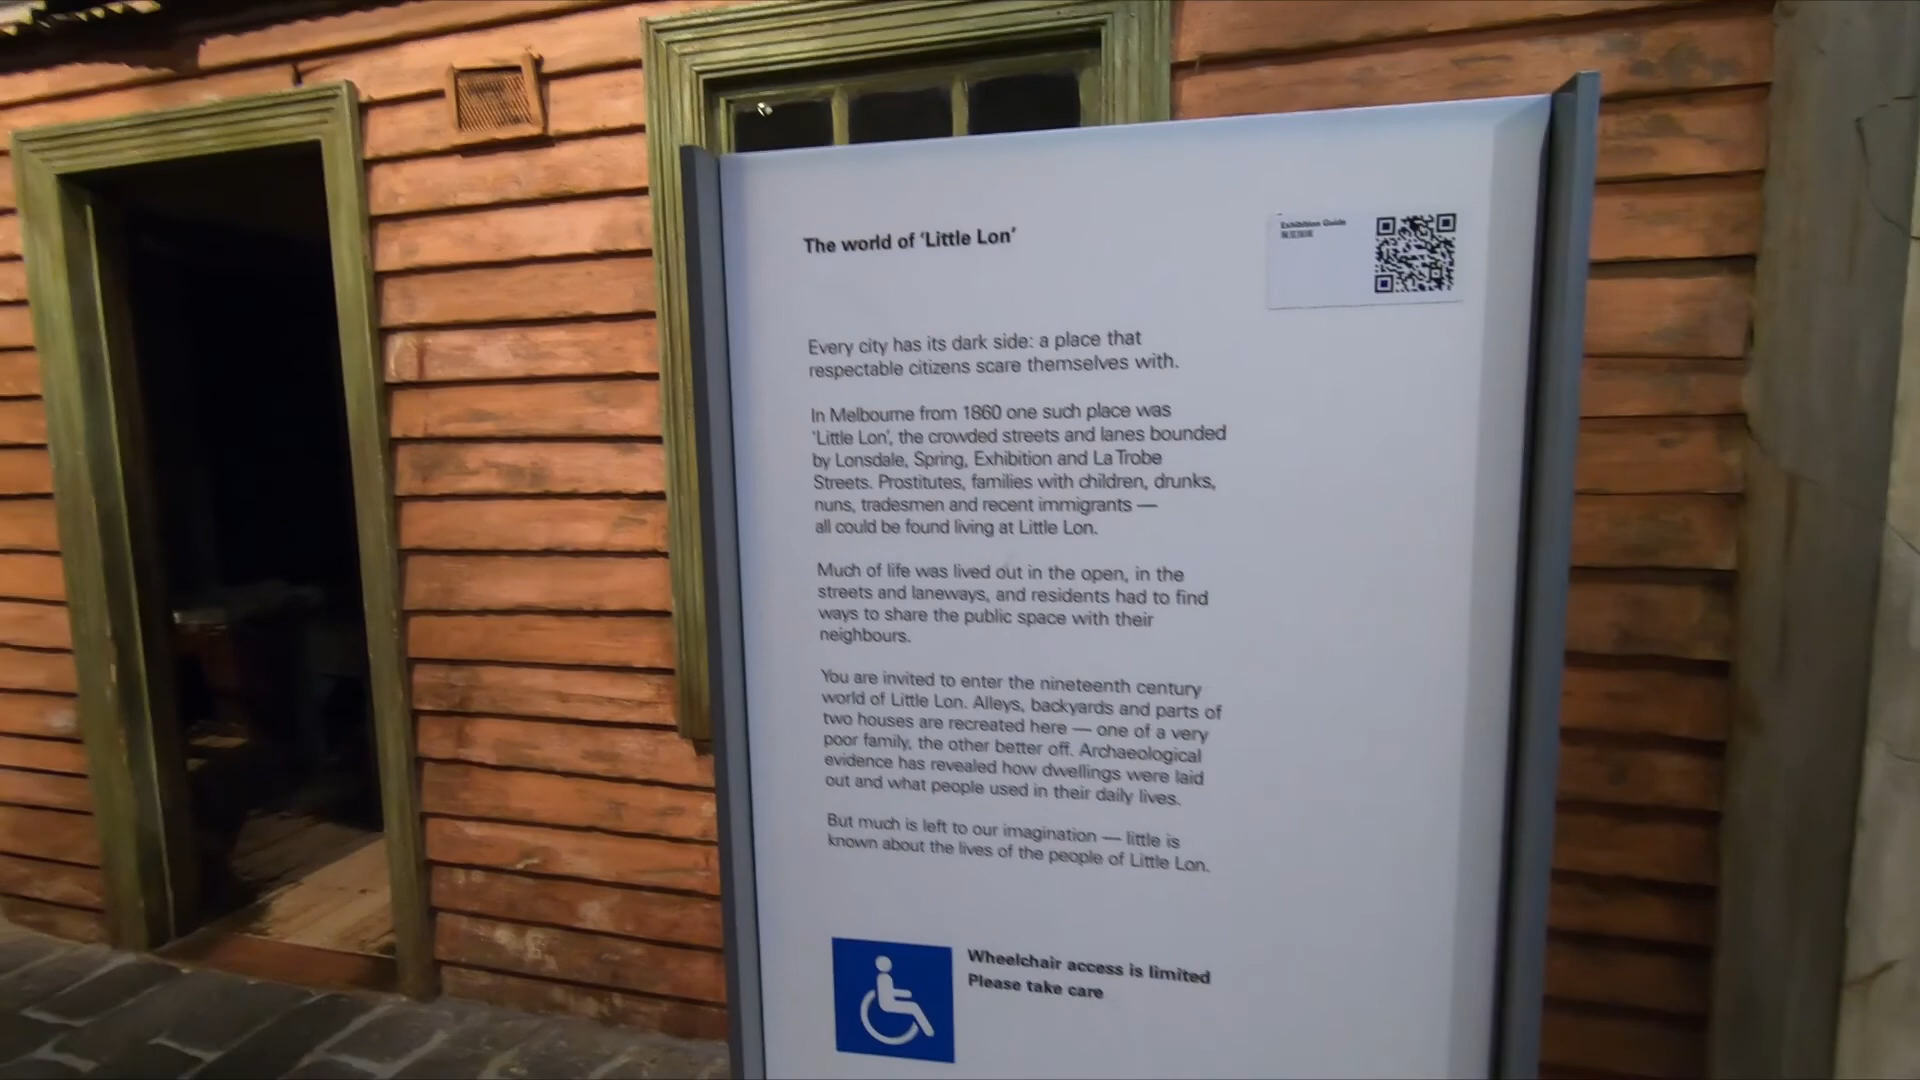 The world of ‘Little Lon’
Exhibition Guide
Every city has its dark side: a place that
respectable citizens scare themselves with.
In Melbourne from 1860 one such place was
‘Little Lon’, the crowded streets and lanes bounded
by Lonsdale, Spring, Exhibition and La Trobe
Streets. Prostitutes, families with children, drunks,
nuns, tradesmen and recent immigrants —
all could be found living at Little Lon.
Much of life was lived out in the open, in the
streets and laneways, and residents had to find
ways to share the public space with their
neighbours.
You are invited to enter the nineteenth century
world of Little Lon. Alleys, backyards and parts of
two houses are recreated here — one of a very
poor family, the other better off. Archaeological
evidence has revealed how dwellings were laid
out and what people used in their daily lives.
But much is left to our imagination — little is
known about the lives of the people of Little Lon.
Wheelchair access is limited
Please take care